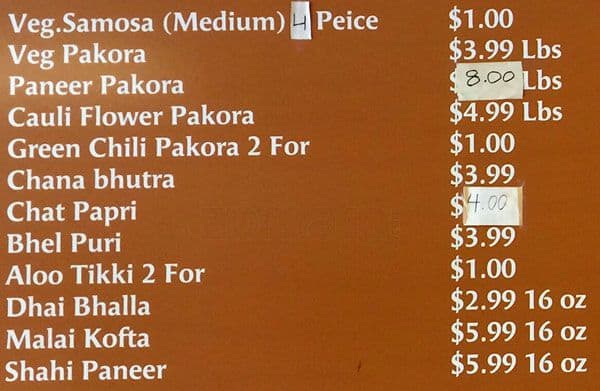 Veg.Samosa (Medium) 4 Peice $1.00
Veg Pakora $3.99 Lbs
Paneer Pakora $8.00 Lbs
Cauli Flower Pakora $4.99 Lbs
Green Chili Pakora 2 For $1.00
Chana bhutra $3.99
Chat Papri $4.00
Bhel Puri $3.99
Aloo Tikki 2 For $1.00
Dhai Bhalla $2.99 16 oz
Malai Kofta $5.99 16 oz
Shahi Paneer $5.99 16 oz